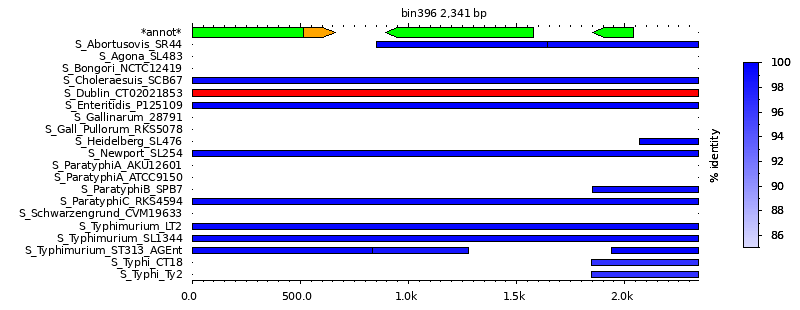 bin396 2,341 bp
*annot*
S_Abortusovis_SR44
S_Agona_SL483
S_Bongori_NCTC12419
S_Choleraesuis_SCB67
S_Dublin_CT02021853
S_Enteritidis_P125109
S_Gallinarum_28791
S_Gall_Pullorum_RKS5078
S_Heidelberg_SL476
S_Newport_SL254
S_ParatyphiA_AKU12601
S_ParatyphiA_ATCC9150
S_ParatyphiB_SPB7
S_ParatyphiC_RKS4594
S_Schwarzengrund_CVM19633
S_Typhimurium_LT2
S_Typhimurium_SL1344
S_Typhimurium_ST313_AGEnt
S_Typhi_CT18
S_Typhi_Ty2
0.0 500.0 1.0k 1.5k 2.0k
% identity
100
98
96
94
92
90
88
86